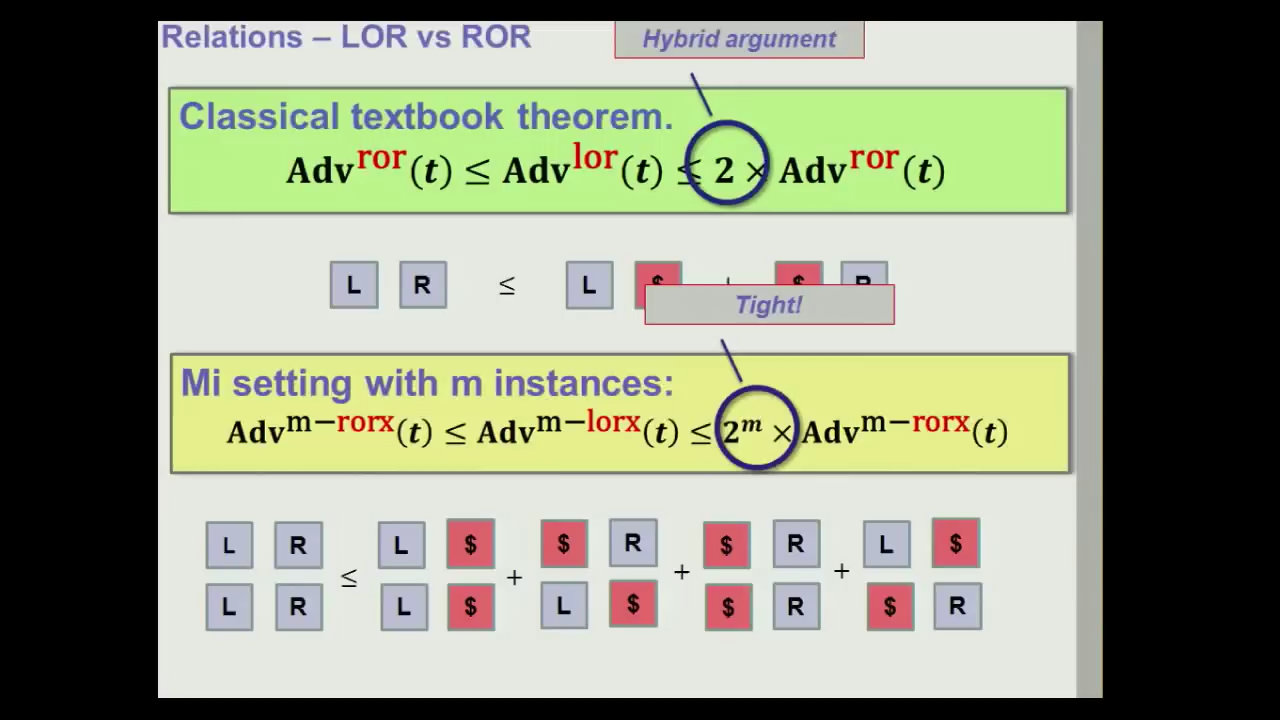 Relations – LOR vs ROR
Hybrid argument
Classical textbook theorem.
Adv^ror(t) ≤ Adv^lor(t) ≤ 2 × Adv^ror(t)
L R ≤ L $ + $ R
Tight!
Mi setting with m instances:
Adv^m−rorx(t) ≤ Adv^m−lorx(t) ≤ 2^m × Adv^m−rorx(t)
L R ≤ L $ + $ R + $ R + L $
L R L $ L $ $ R $ R